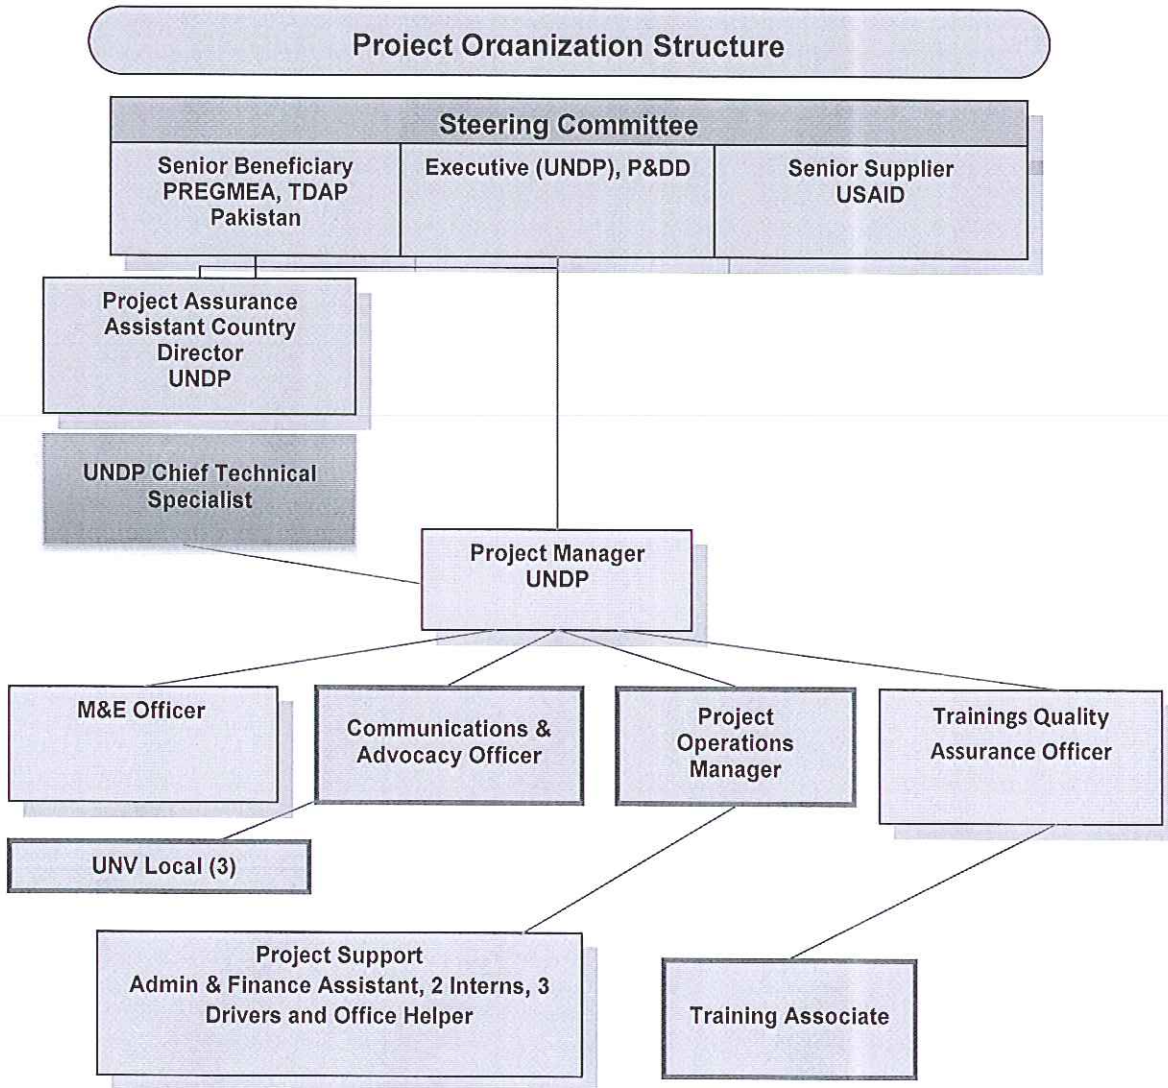 Project Organization Structure
Steering Committee
Senior Beneficiary
PREGMEA, TDAP
Pakistan
Executive (UNDP), P&DD
Senior Supplier
USAID
Project Assurance
Assistant Country
Director
UNDP
UNDP Chief Technical
Specialist
Project Manager
UNDP
M&E Officer
Communications &
Advocacy Officer
Project
Operations
Manager
Trainings Quality
Assurance Officer
UNV Local (3)
Project Support
Admin & Finance Assistant, 2 Interns, 3
Drivers and Office Helper
Training Associate